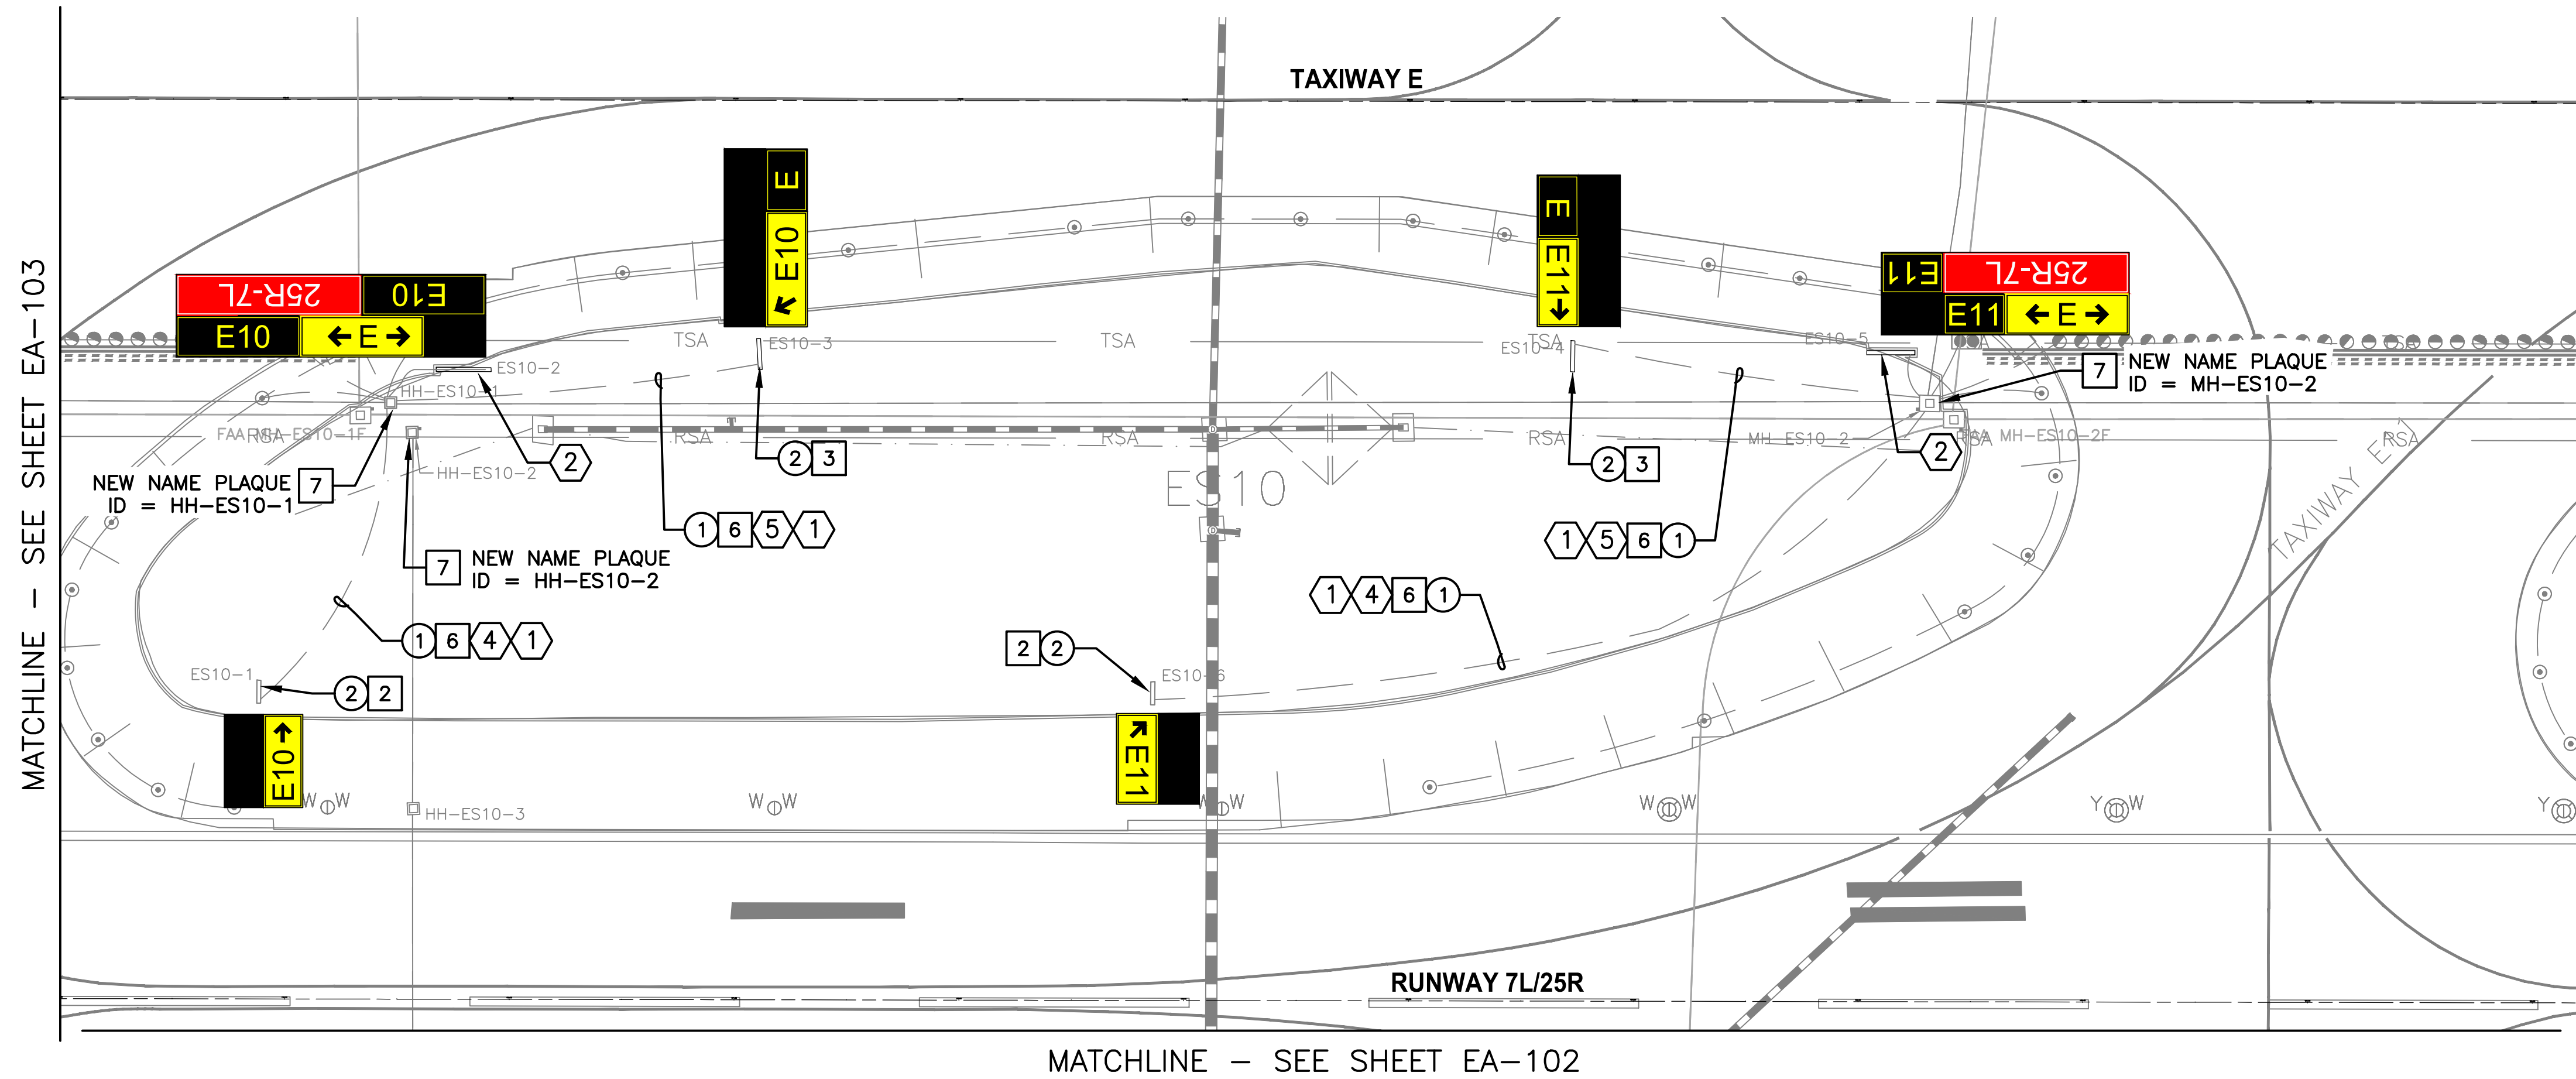 TAXIWAY E
E
← E10
E
E11 →
25R-7L E10
E10 ← E →
E11 25R-7L
E11 ← E →
TSA
TSA
TSA
TSA
ES10-3
ES10-4
ES10-5
ES10-2
7
NEW NAME PLAQUE
ID = MH-ES10-2
HH-ES10-1
FAA MH-ES10-1F
RSA
RSA
RSA
RSA
RSA
RSA
MH-ES10-2
MH-ES10-2F
HH-ES10-2
2
2 3
2 3
2
NEW NAME PLAQUE
ID = HH-ES10-1
7
ES10
TAXIWAY E11
1 6 5 1
1 5 6 1
7
NEW NAME PLAQUE
ID = HH-ES10-2
1 4 6 1
1 6 4 1
2 2
ES10-1
ES10-6
2 2
E10 →
← E11
W W
W W
W
W W
Y W
Y
HH-ES10-3
RUNWAY 7L/25R
MATCHLINE - SEE SHEET EA-103
MATCHLINE - SEE SHEET EA-102